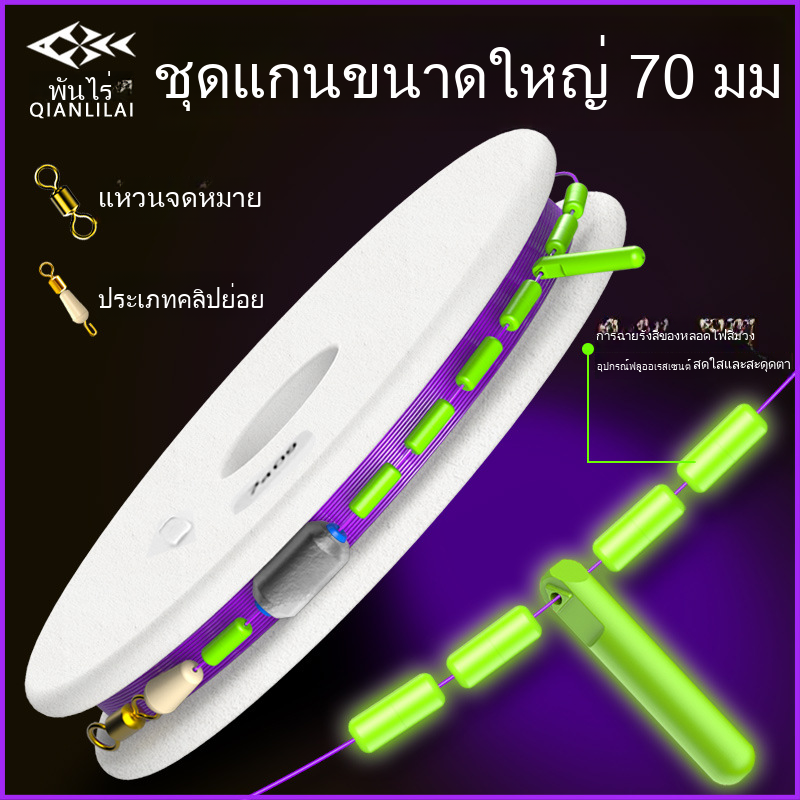 พันไร่
QIANLILAI
ชุดแกนขนาดใหญ่ 70 มม
แหวนจดหมาย
ประเภทคลิปย่อย
การฉายรังสีของหลอดไฟสีม่วง
อุปกรณ์ฟลูออเรสเซนต์ สดใสและสะดุดตา